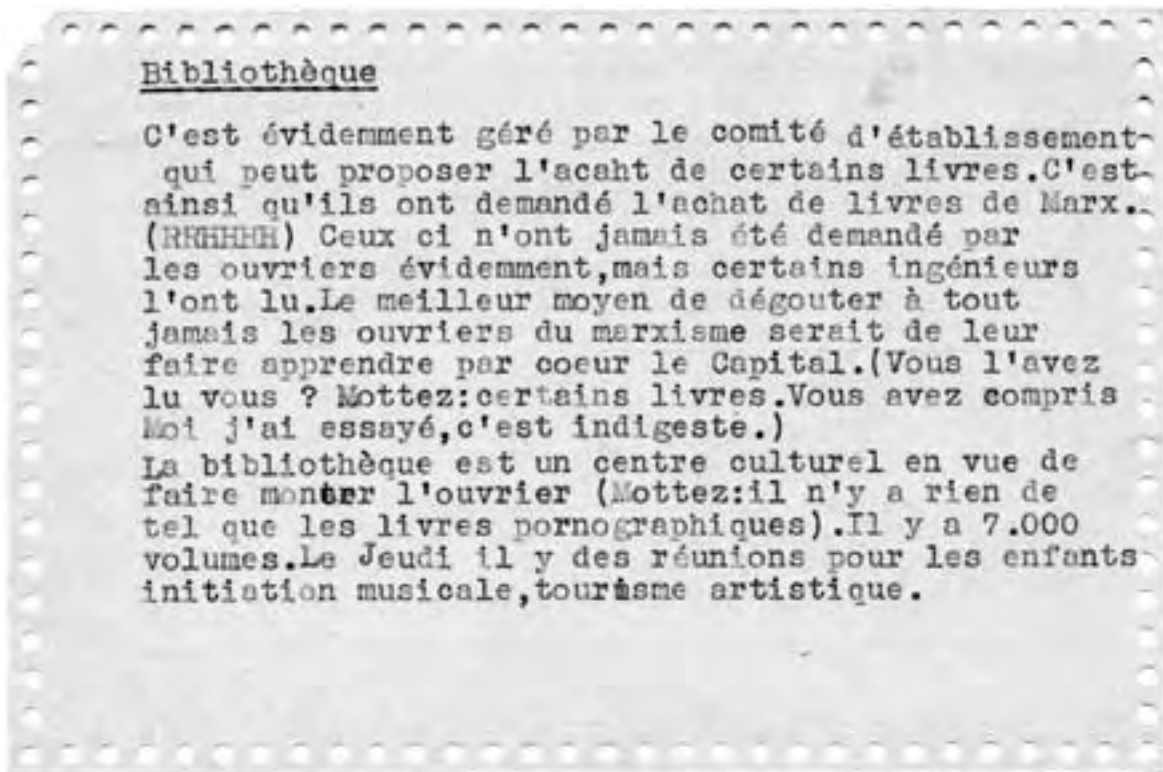 Bibliothèque
C'est évidemment géré par le comité d'établissement
qui peut proposer l'acaht de certains livres.C'est
ainsi qu'ils ont demandé l'achat de livres de Marx.
(RRHHHH) Ceux ci n'ont jamais été demandé par
les ouvriers évidemment,mais certains ingénieurs
l'ont lu.Le meilleur moyen de dégouter à tout
jamais les ouvriers du marxisme serait de leur
faire apprendre par coeur le Capital.(Vous l'avez
lu vous ? Mottez:certains livres.Vous avez compris
Moi j'ai essayé,c'est indigeste.)
La bibliothèque est un centre culturel en vue de
faire monter l'ouvrier (Mottez:il n'y a rien de
tel que les livres pornographiques).Il y a 7.000
volumes.Le Jeudi il y des réunions pour les enfants
initiation musicale,tourisme artistique.